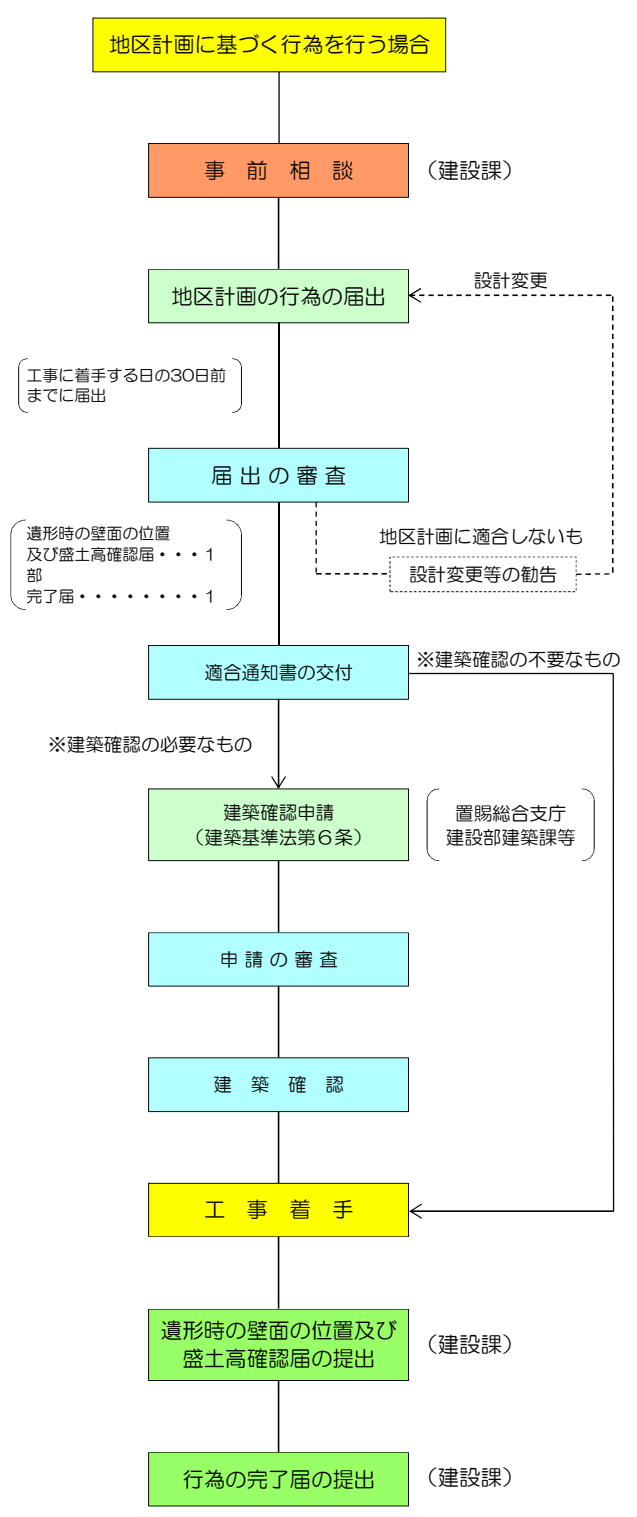 地区計画に基づく行為を行う場合
事 前 相 談
（建設課）
地区計画の行為の届出
設計変更
工事に着手する日の30日前
までに届出
届 出 の 審 査
遺形時の壁面の位置
及び盛土高確認届・・・1
部
完了届・・・・・・・・1
地区計画に適合しないも
設計変更等の勧告
適合通知書の交付
※建築確認の不要なもの
※建築確認の必要なもの
建築確認申請
（建築基準法第６条）
置賜総合支庁
建設部建築課等
申 請 の 審 査
建 築 確 認
工 事 着 手
遺形時の壁面の位置及び
盛土高確認届の提出
（建設課）
行為の完了届の提出
（建設課）